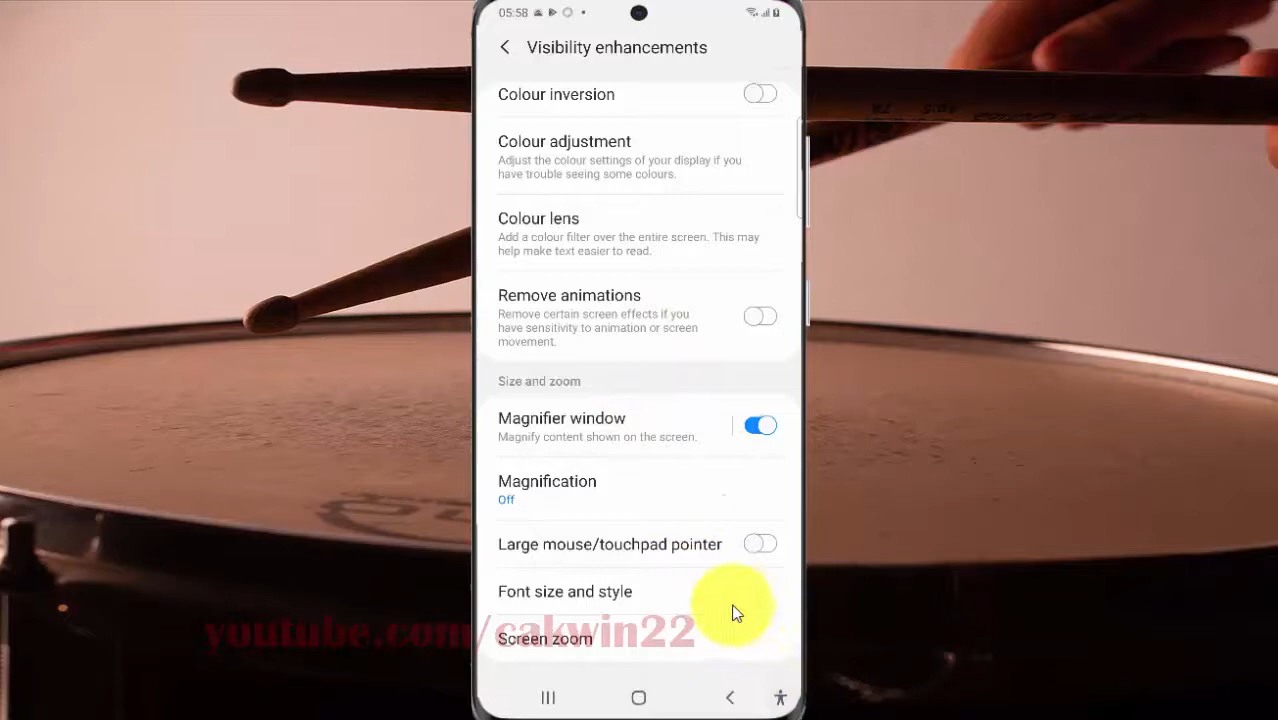 05:58
Visibility enhancements
Colour inversion
Colour adjustment
Adjust the colour settings of your display if you
have trouble seeing some colours.
Colour lens
Add a colour filter over the entire screen. This may
help make text easier to read.
Remove animations
Remove certain screen effects if you
have sensitivity to animation or screen
movement.
Size and zoom
Magnifier window
Magnify content shown on the screen.
Magnification
Off
Large mouse/touchpad pointer
Font size and style
youtube.com/cakwin22
Screen zoom